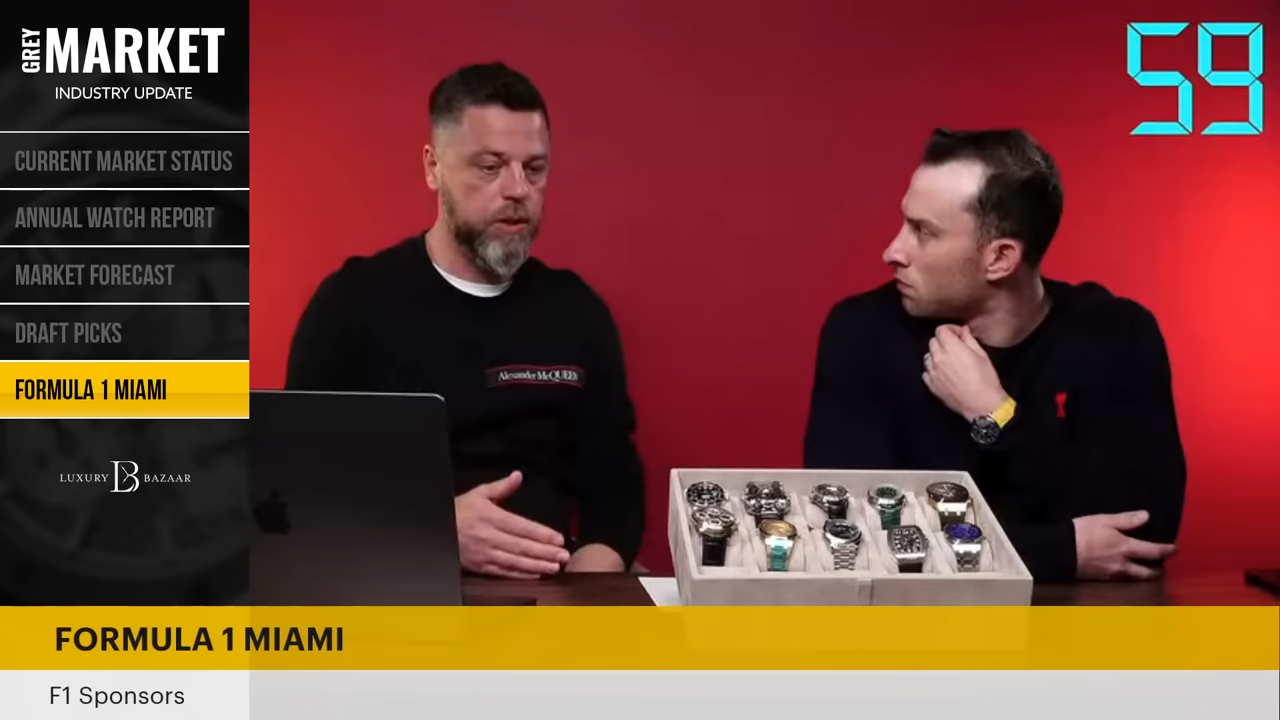 GREY MARKET
INDUSTRY UPDATE
CURRENT MARKET STATUS
ANNUAL WATCH REPORT
MARKET FORECAST
DRAFT PICKS
FORMULA 1 MIAMI
LUXURY B BAZAAR
59
Alexander McQUEEN
FORMULA 1 MIAMI
F1 Sponsors